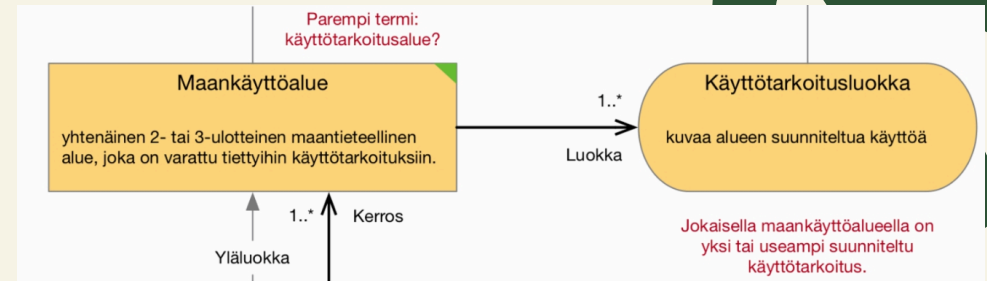 Parempi termi:
käyttötarkoitusalue?
Maankäyttöalue
yhtenäinen 2- tai 3-ulotteinen maantieteellinen
alue, joka on varattu tiettyihin käyttötarkoituksiin.
1..*
Luokka
Käyttötarkoitusluokka
kuvaa alueen suunniteltua käyttöä
1..*
Kerros
Yläluokka
Jokaisella maankäyttöalueella on
yksi tai useampi suunniteltu
käyttötarkoitus.